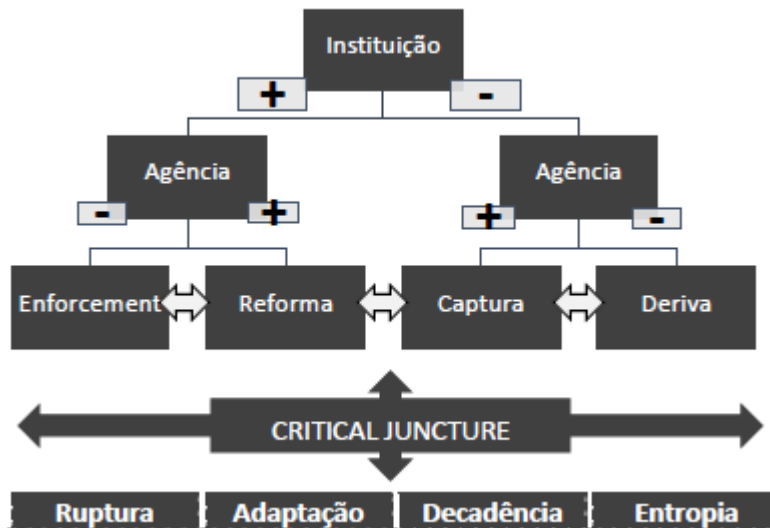 Instituição
+ -
Agência Agência
- + + -
Enforcement Reforma Captura Deriva
CRITICAL JUNCTURE
Ruptura Adaptação Decadência Entropia